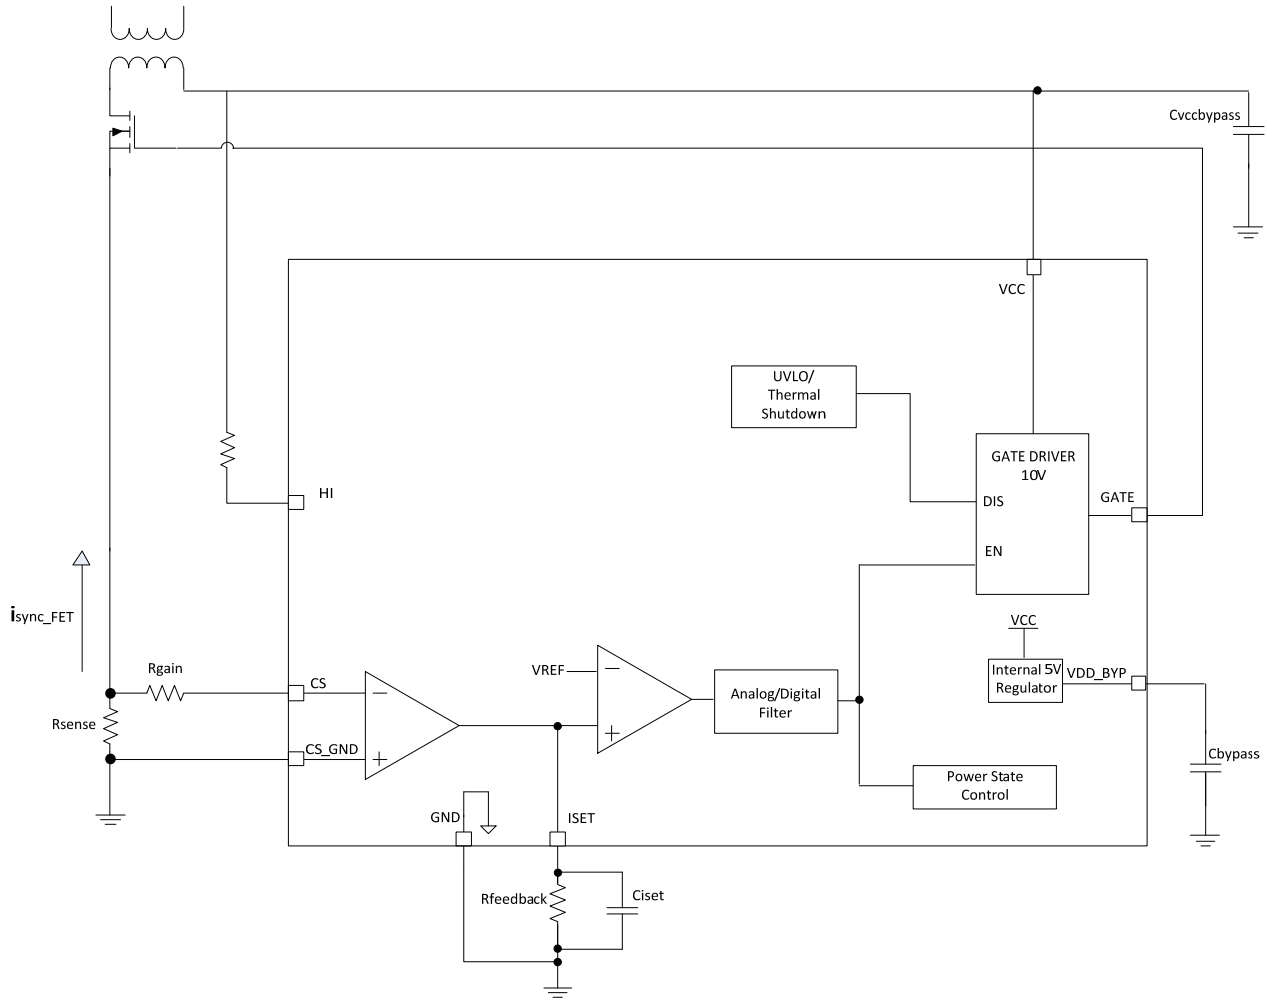 Cvccbypass
VCC
UVLO/
Thermal
Shutdown
GATE DRIVER
10V
DIS
EN
GATE
HI
isync_FET
Rgain
CS
Rsense
CS_GND
VREF
Analog/Digital
Filter
VCC
Internal 5V
Regulator
VDD_BYP
Cbypass
Power State
Control
GND
ISET
Rfeedback
Ciset